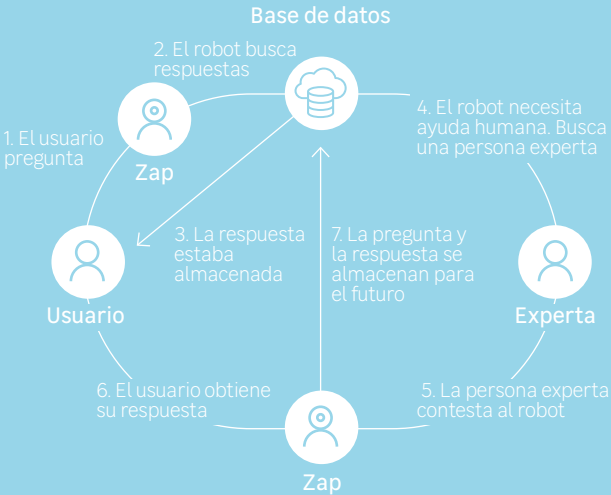 Base de datos
2. El robot busca
respuestas
1. El usuario
pregunta
Zap
4. El robot necesita
ayuda humana. Busca
una persona experta
3. La respuesta
estaba
almacenada
7. La pregunta y
la respuesta se
almacenan para
el futuro
Usuario
Experta
6. El usuario obtiene
su respuesta
5. La persona experta
contesta al robot
Zap